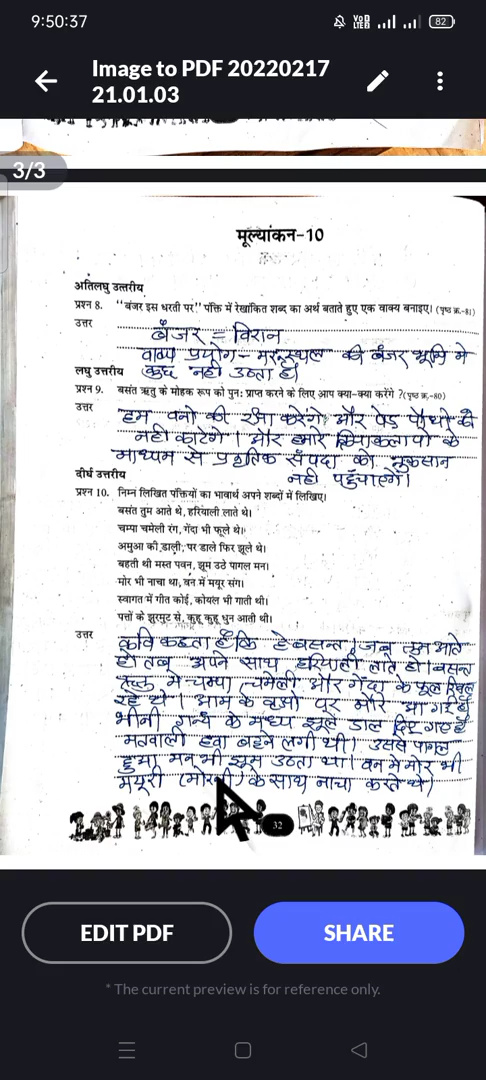 9:50:37
82
Image to PDF 20220217
21.01.03
3/3
मूल्यांकन-10
अतिलघु उत्तरीय
प्रश्न 8. "बंजर इस धरती पर" पंक्ति में रेखांकित शब्द का अर्थ बताते हुए एक वाक्य बनाइए। (पृष्ठ क्र.-81)
उत्तर
बंजर = विरान
वाक्य प्रयोग- मरूस्थल की बंजर भूमि मे
लघु उत्तरीय
कुछ नही उठता है।
प्रश्न 9. बसंत ऋतु के मोहक रूप को पुनः प्राप्त करने के लिए आप क्या-क्या करेंगे ?(पृष्ठ क्र.-80)
उत्तर
हम वनो की रक्षा करेंगे और पेड़ पौधो को
नही काटेगे। और हमारे क्रियाकलापो के
माध्यम से प्रकृतिक संपदा को नुकसान
दीर्घ उत्तरीय
नही पहुँचाएगें।
प्रश्न 10. निम्न लिखित पंक्तियों का भावार्थ अपने शब्दों में लिखिए।
बसंत तुम आते थे, हरियाली लाते थे।
चम्पा चमेली रंग, गेंदा भी फूले थे।
अमुआ की डाली, पर डाले फिर झूले थे।
बहती थी मस्त पवन, झूम उठे पागल मन।
मोर भी नाचा था, वन में मयूर संग।
स्वागत में गीत कोई, कोयल भी गाती थी।
पत्तों के झुरमुट से, कुहू कुहू धुन आती थी।
उत्तर
कवि कहता है कि हे बसन्त, जब तुम आते
हो तब अपने साथ हरियाली लाते हो। बसन्त
ऋतु मे चम्पा चमेली और गेंदा के फूल खिल
रहे थे। आम के वृक्षो पर मौर आ गई है
भीनी गन्ध के मध्य झूले डाल दिए गए है
मतवाली हवा बहने लगी थी। उससे पागल
हुआ मन भी झूम उठता था। वन मे मोर भी
मयूरी (मोरनी) के साथ नाचा करते थे।
32
EDIT PDF
SHARE
* The current preview is for reference only.